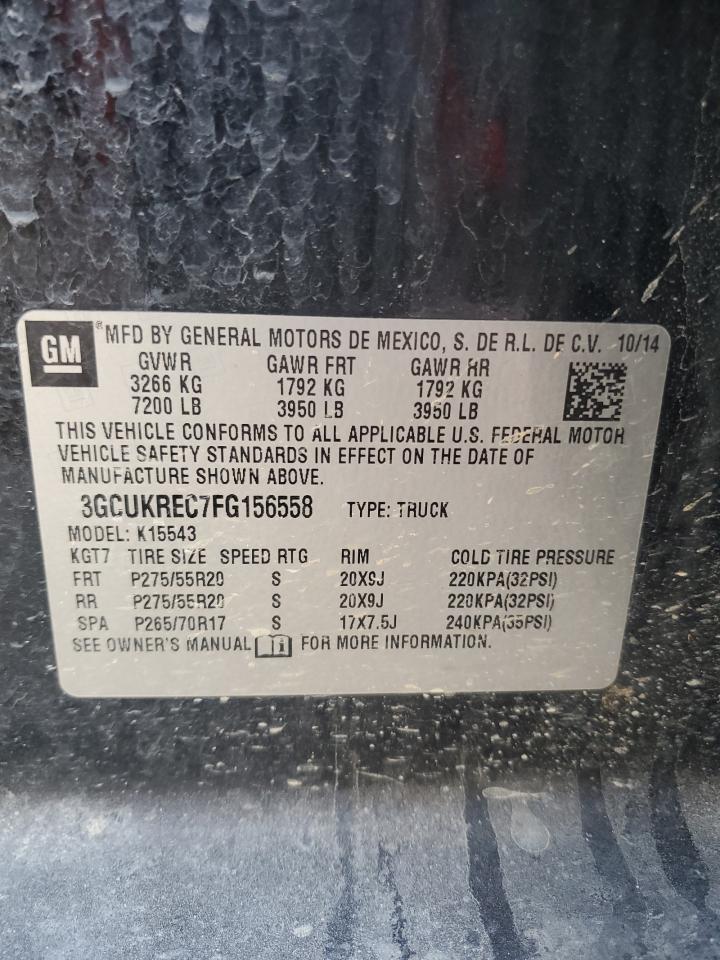 GM ®MFD BY GENERAL MOTORS DE MEXICO, S. DE R.L. DE C.V. 10/14
GVWR GAWR FRT GAWR RR
3266 KG 1792 KG 1792 KG
7200 LB 3950 LB 3950 LB
THIS VEHICLE CONFORMS TO ALL APPLICABLE U.S. FEDERAL MOTOR
VEHICLE SAFETY STANDARDS IN EFFECT ON THE DATE OF
MANUFACTURE SHOWN ABOVE.
3GCUKREC7FG156558 TYPE: TRUCK
MODEL: K15543
KGT7 TIRE SIZE SPEED RTG RIM COLD TIRE PRESSURE
FRT P275/55R20 S 20X9J 220KPA(32PSI)
RR P275/55R20 S 20X9J 220KPA(32PSI)
SPA P265/70R17 S 17X7.5J 240KPA(35PSI)
SEE OWNER'S MANUAL FOR MORE INFORMATION.